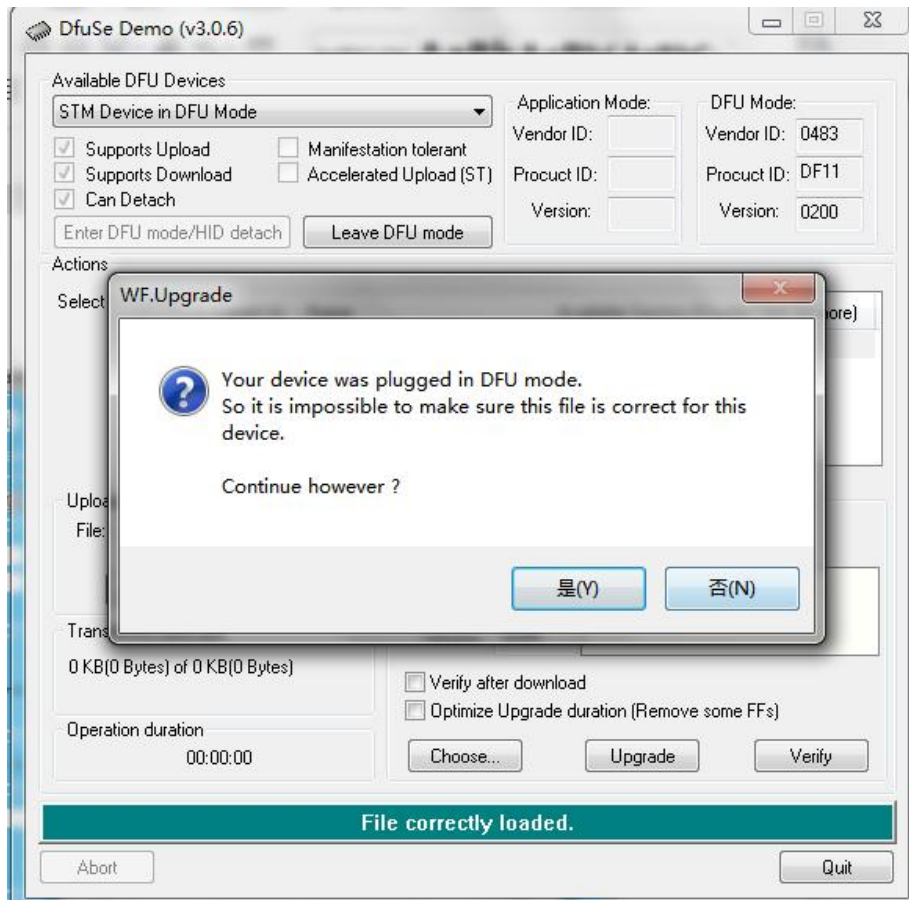 DfuSe Demo (v3.0.6)
Available DFU Devices
STM Device in DFU Mode
Supports Upload
Manifestation tolerant
Supports Download
Accelerated Upload (ST)
Can Detach
Enter DFU mode/HID detach
Leave DFU mode
Application Mode:
Vendor ID:
Procuct ID:
Version:
DFU Mode:
Vendor ID: 0483
Procuct ID: DF11
Version: 0200
Actions
Select
ore)
WF.Upgrade
Your device was plugged in DFU mode.
So it is impossible to make sure this file is correct for this
device.
Continue however ?
是(Y)
否(N)
Uploa
File:
Trans
0 KB(0 Bytes) of 0 KB(0 Bytes)
Operation duration
00:00:00
Verify after download
Optimize Upgrade duration (Remove some FFs)
Choose...
Upgrade
Verify
File correctly loaded.
Abort
Quit